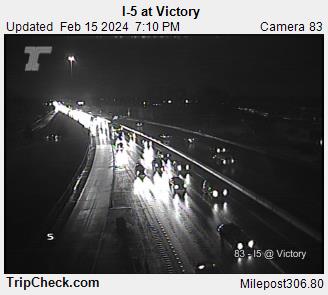 I-5 at Victory
Updated Feb 15 2024 7:10 PM Camera 83
T
S
83 - I5 @ Victory
TripCheck.com Milepost306.80